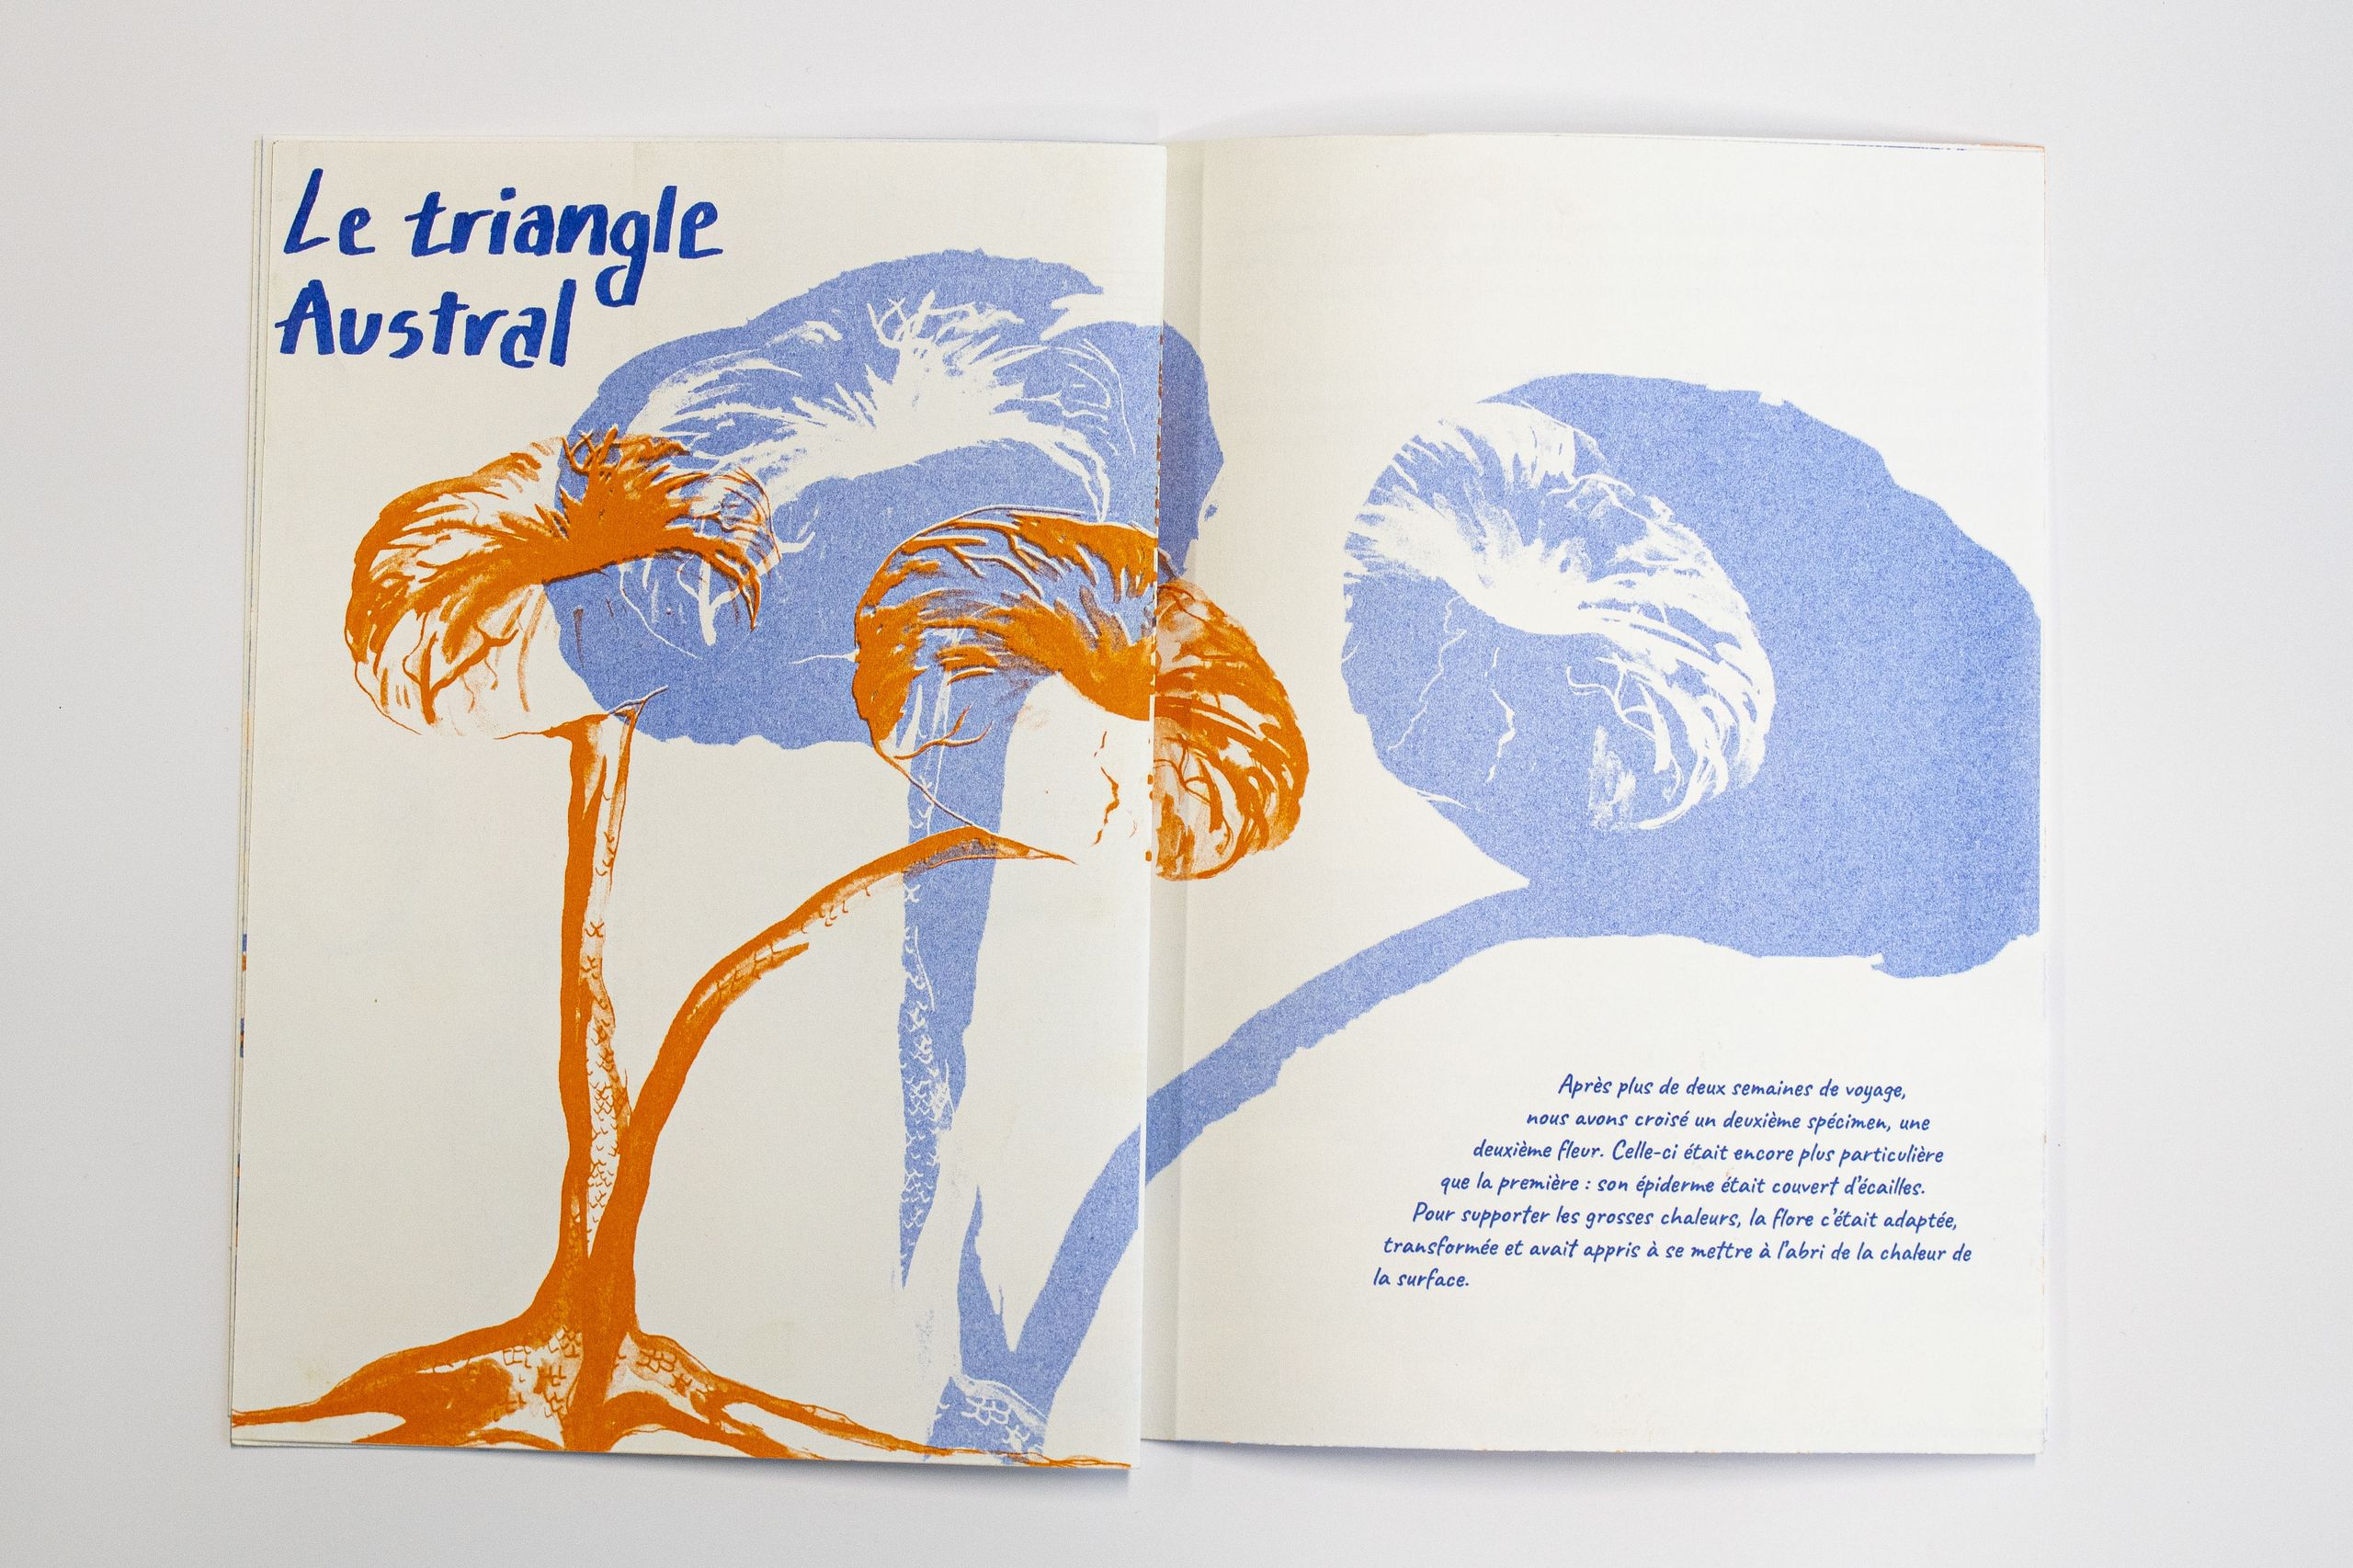 Le triangle
Austral
Après plus de deux semaines de voyage,
nous avons croisé un deuxième spécimen, une
deuxième fleur. Celle-ci était encore plus particulière
que la première : son épiderme était couvert d'écailles.
Pour supporter les grosses chaleurs, la flore c'était adaptée,
transformée et avait appris à se mettre à l'abri de la chaleur de
la surface.